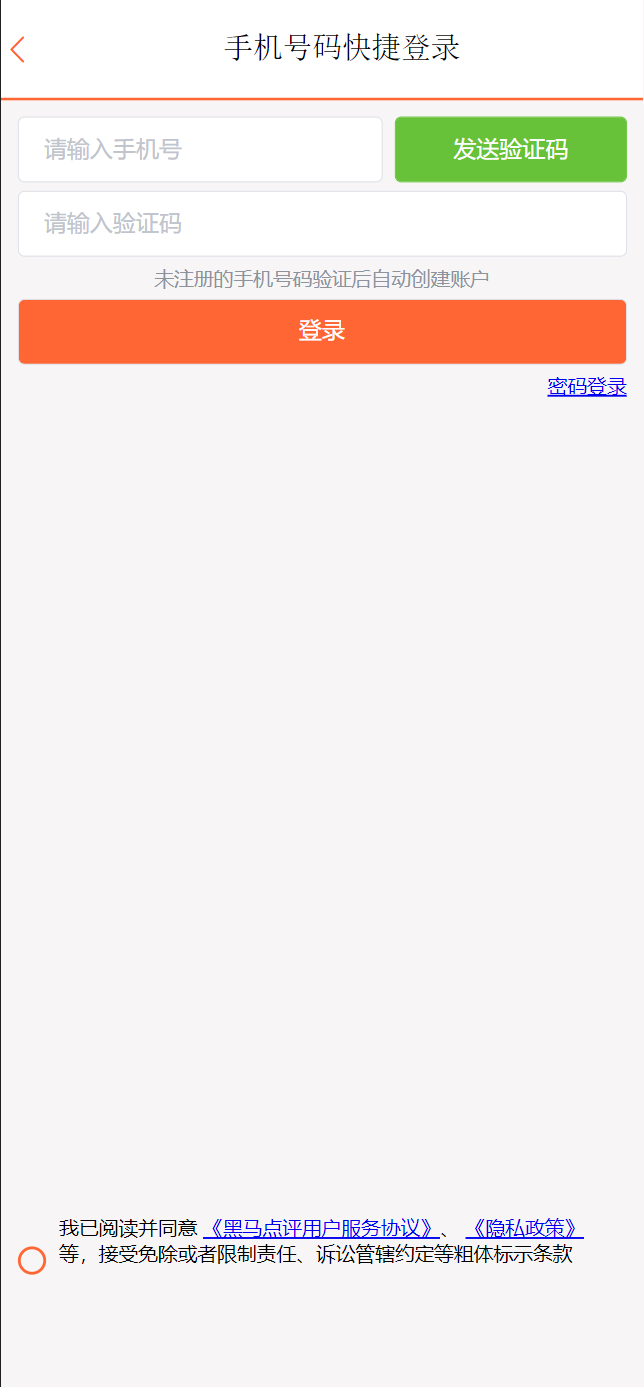 手机号码快捷登录
请输入手机号
发送验证码
请输入验证码
未注册的手机号码验证后自动创建账户
登录
密码登录
我已阅读并同意 《黑马点评用户服务协议》、 《隐私政策》
等，接受免除或者限制责任、诉讼管辖约定等粗体标示条款